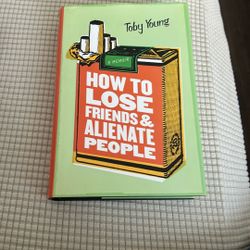 Toby Young
A MEMOIR
HOW TO
LOSE
FRIENDS &
ALIENATE
PEOPLE